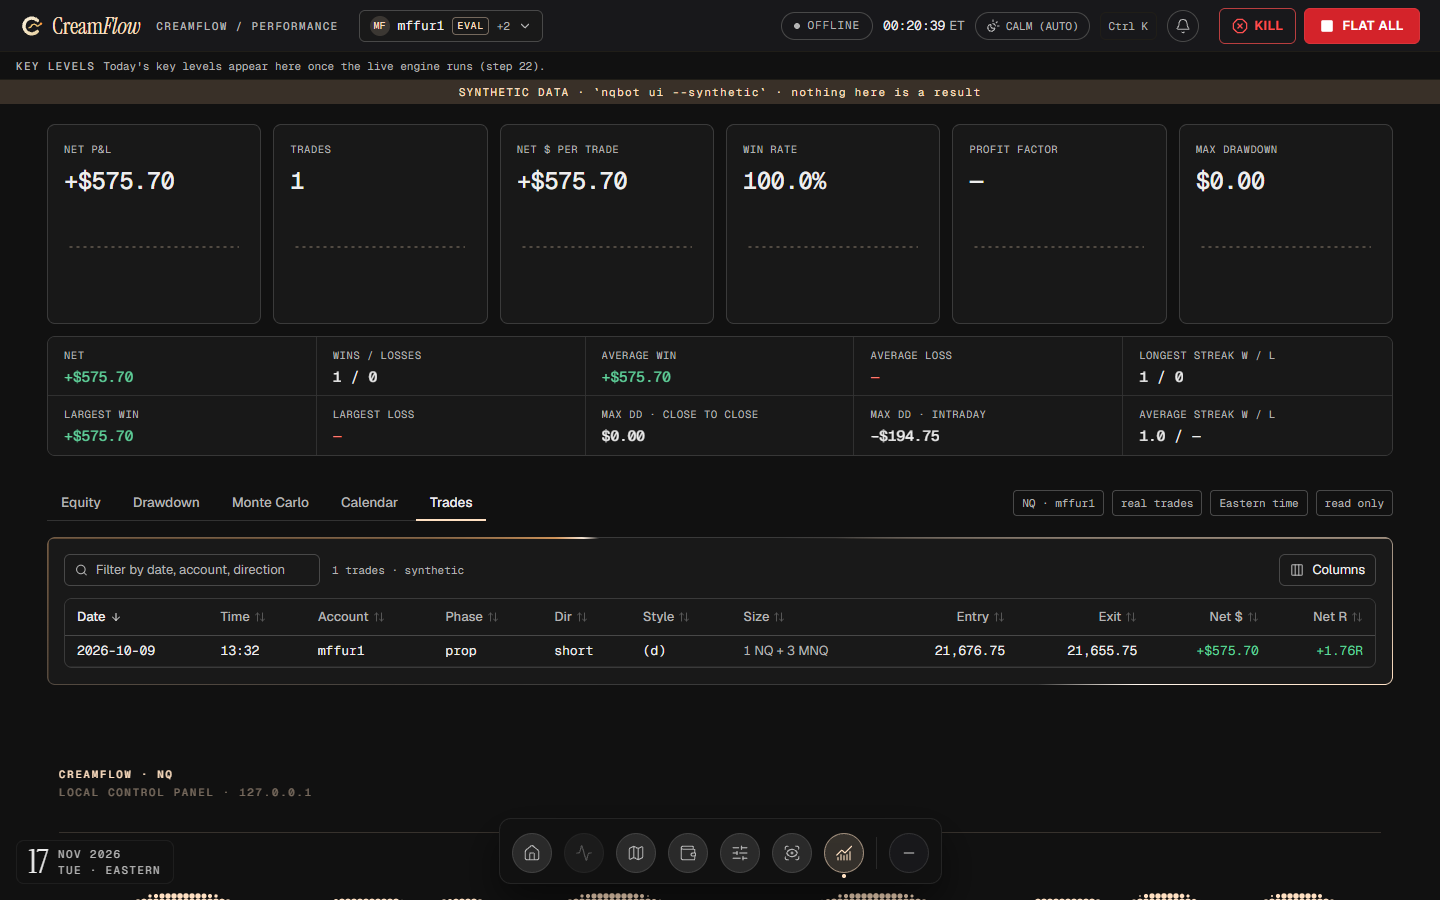 CreamFlow CREAMFLOW / PERFORMANCE MF mffur1 EVAL +2 OFFLINE 00:20:39 ET CALM (AUTO) Ctrl K KILL FLAT ALL
KEY LEVELS Today's key levels appear here once the live engine runs (step 22).
SYNTHETIC DATA · `nqbot ui --synthetic` · nothing here is a result
NET P&L TRADES NET $ PER TRADE WIN RATE PROFIT FACTOR MAX DRAWDOWN
+$575.70 1 +$575.70 100.0% — $0.00
NET WINS / LOSSES AVERAGE WIN AVERAGE LOSS LONGEST STREAK W / L
+$575.70 1 / 0 +$575.70 — 1 / 0
LARGEST WIN LARGEST LOSS MAX DD · CLOSE TO CLOSE MAX DD · INTRADAY AVERAGE STREAK W / L
+$575.70 — $0.00 −$194.75 1.0 / —
Equity Drawdown Monte Carlo Calendar Trades NQ · mffur1 real trades Eastern time read only
Filter by date, account, direction 1 trades · synthetic Columns
Date Time Account Phase Dir Style Size Entry Exit Net $ Net R
2026-10-09 13:32 mffur1 prop short (d) 1 NQ + 3 MNQ 21,676.75 21,655.75 +$575.70 +1.76R
CREAMFLOW · NQ
LOCAL CONTROL PANEL · 127.0.0.1
17 NOV 2026
TUE · EASTERN